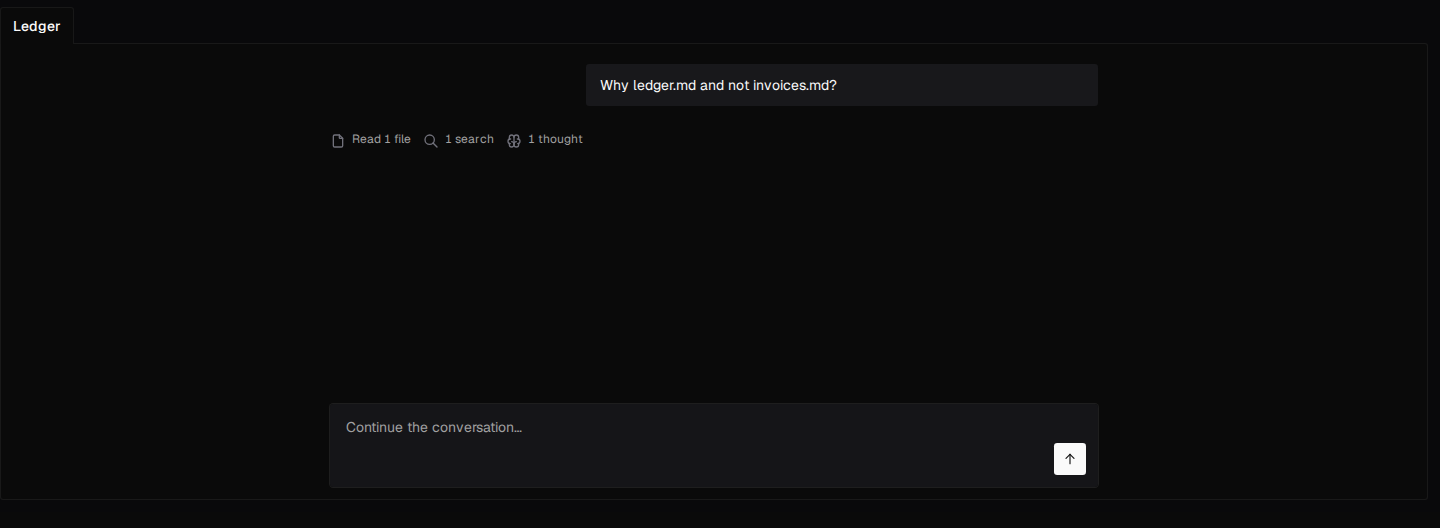 Ledger
Why ledger.md and not invoices.md?
Read 1 file 1 search 1 thought
Continue the conversation...